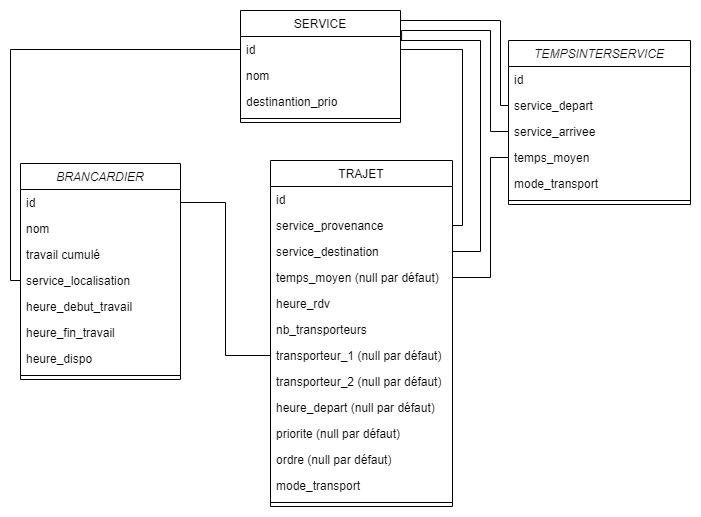 SERVICE
id
nom
destinantion_prio
TEMPSINTERSERVICE
id
service_depart
service_arrivee
temps_moyen
mode_transport
BRANCARDIER
id
nom
travail cumulé
service_localisation
heure_debut_travail
heure_fin_travail
heure_dispo
TRAJET
id
service_provenance
service_destination
temps_moyen (null par défaut)
heure_rdv
nb_transporteurs
transporteur_1 (null par défaut)
transporteur_2 (null par défaut)
heure_depart (null par défaut)
priorite (null par défaut)
ordre (null par défaut)
mode_transport